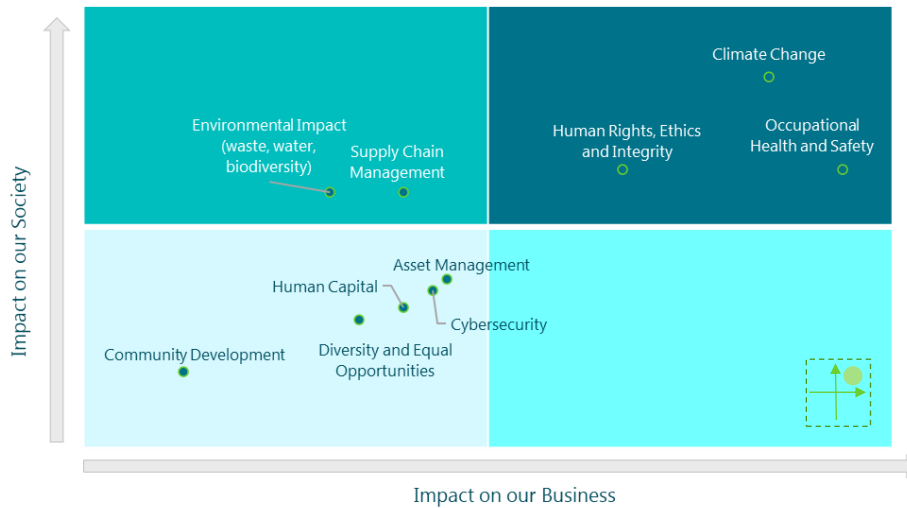 Climate Change
Environmental Impact
(waste, water,
biodiversity)
Supply Chain
Management
Human Rights, Ethics
and Integrity
Occupational
Health and Safety
Impact on our Society
Asset Management
Human Capital
Cybersecurity
Community Development
Diversity and Equal
Opportunities
Impact on our Business